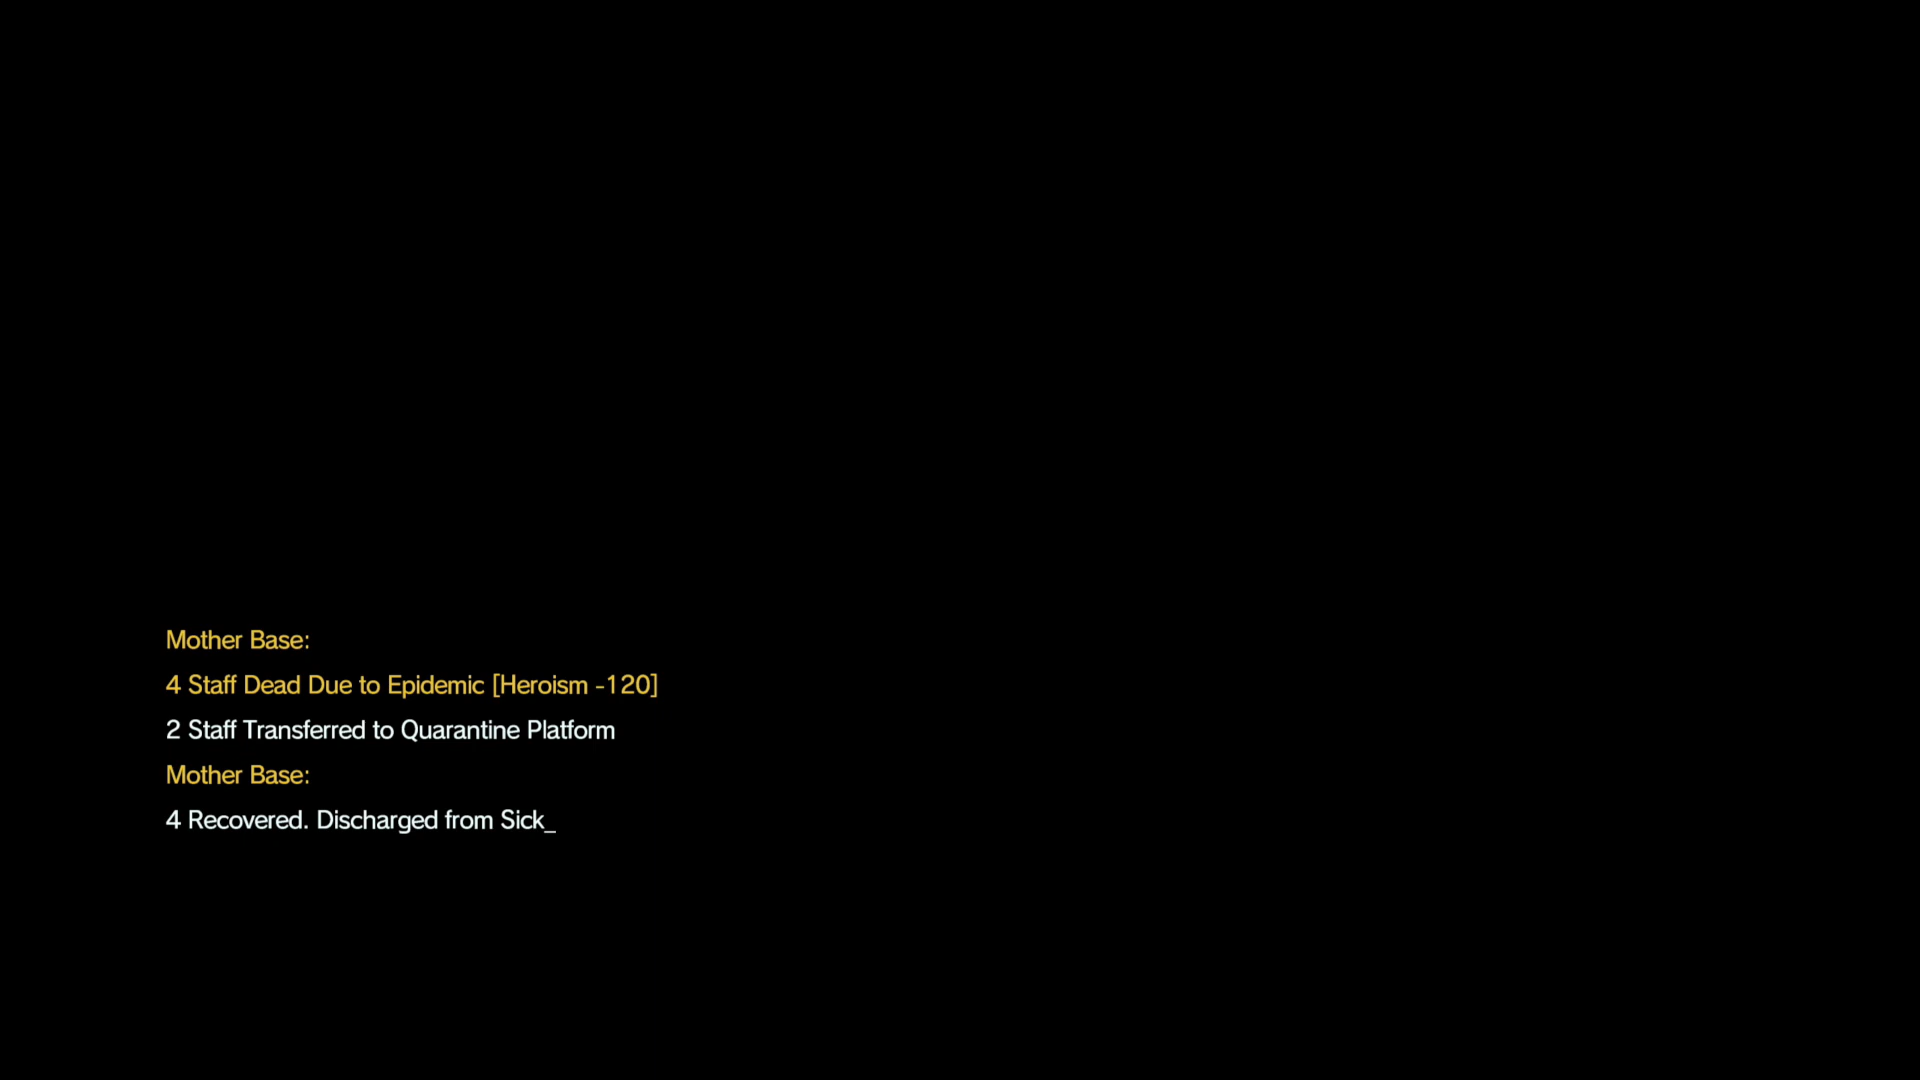 Mother Base:
4 Staff Dead Due to Epidemic [Heroism -120]
2 Staff Transferred to Quarantine Platform
Mother Base:
4 Recovered. Discharged from Sick_